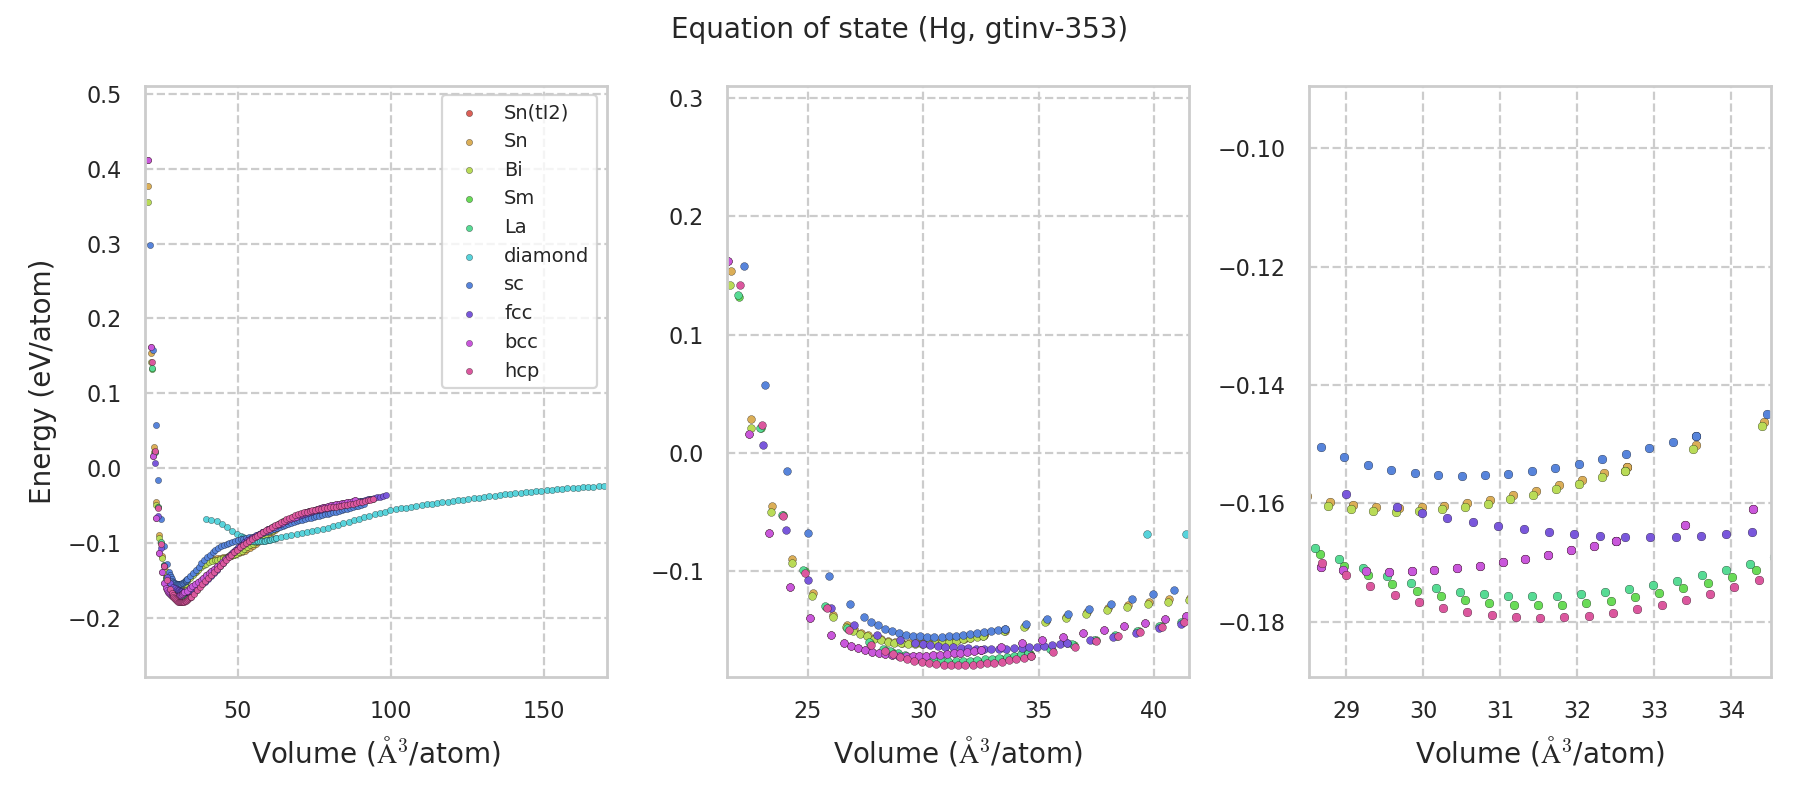 Equation of state (Hg, gtinv-353)
Energy (eV/atom)
0.5
0.4
0.3
0.2
0.1
0.0
−0.1
−0.2
50
100
150
Volume (Å³/atom)
Sn(tI2)
Sn
Bi
Sm
La
diamond
sc
fcc
bcc
hcp
0.3
0.2
0.1
0.0
−0.1
25
30
35
40
Volume (Å³/atom)
−0.10
−0.12
−0.14
−0.16
−0.18
29
30
31
32
33
34
Volume (Å³/atom)